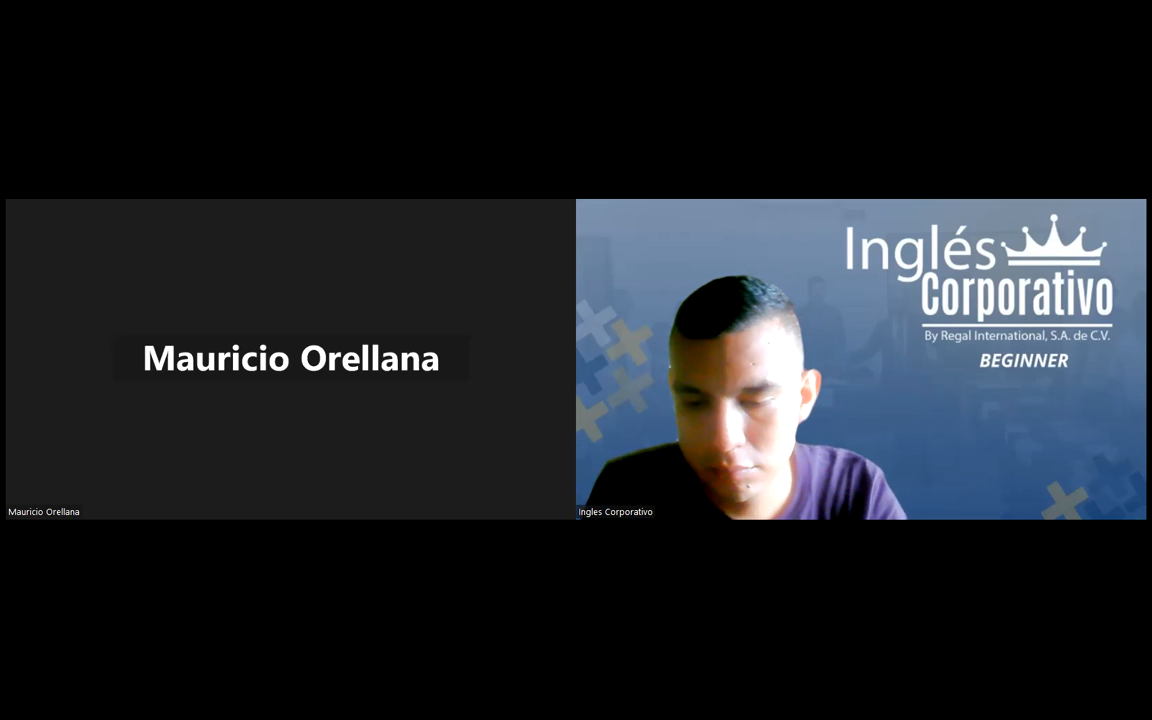 Mauricio Orellana
Mauricio Orellana
Inglés
Corporativo
By Regal International, S.A. de C.V.
BEGINNER
Ingles Corporativo